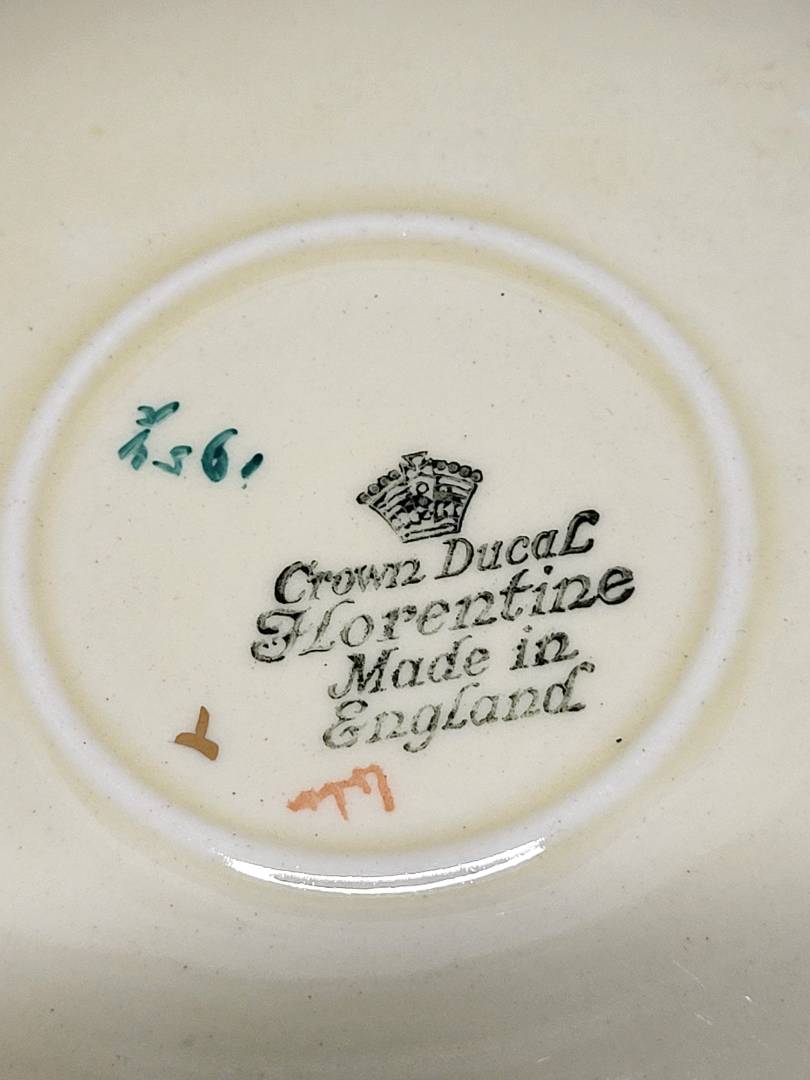 Crown Ducal
Florentine
Made in
England